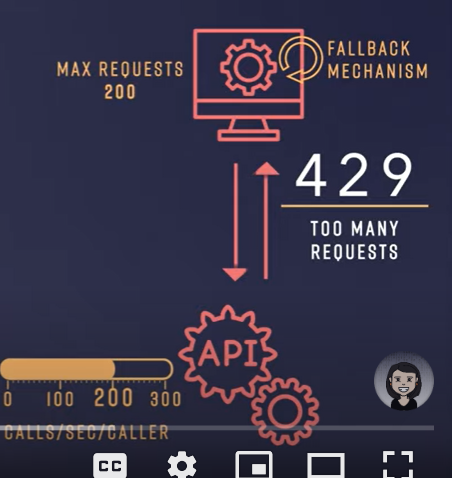 MAX REQUESTS
200
FALLBACK
MECHANISM
429
TOO MANY
REQUESTS
API
0 100 200 300
CALLS/SEC/CALLER
CC